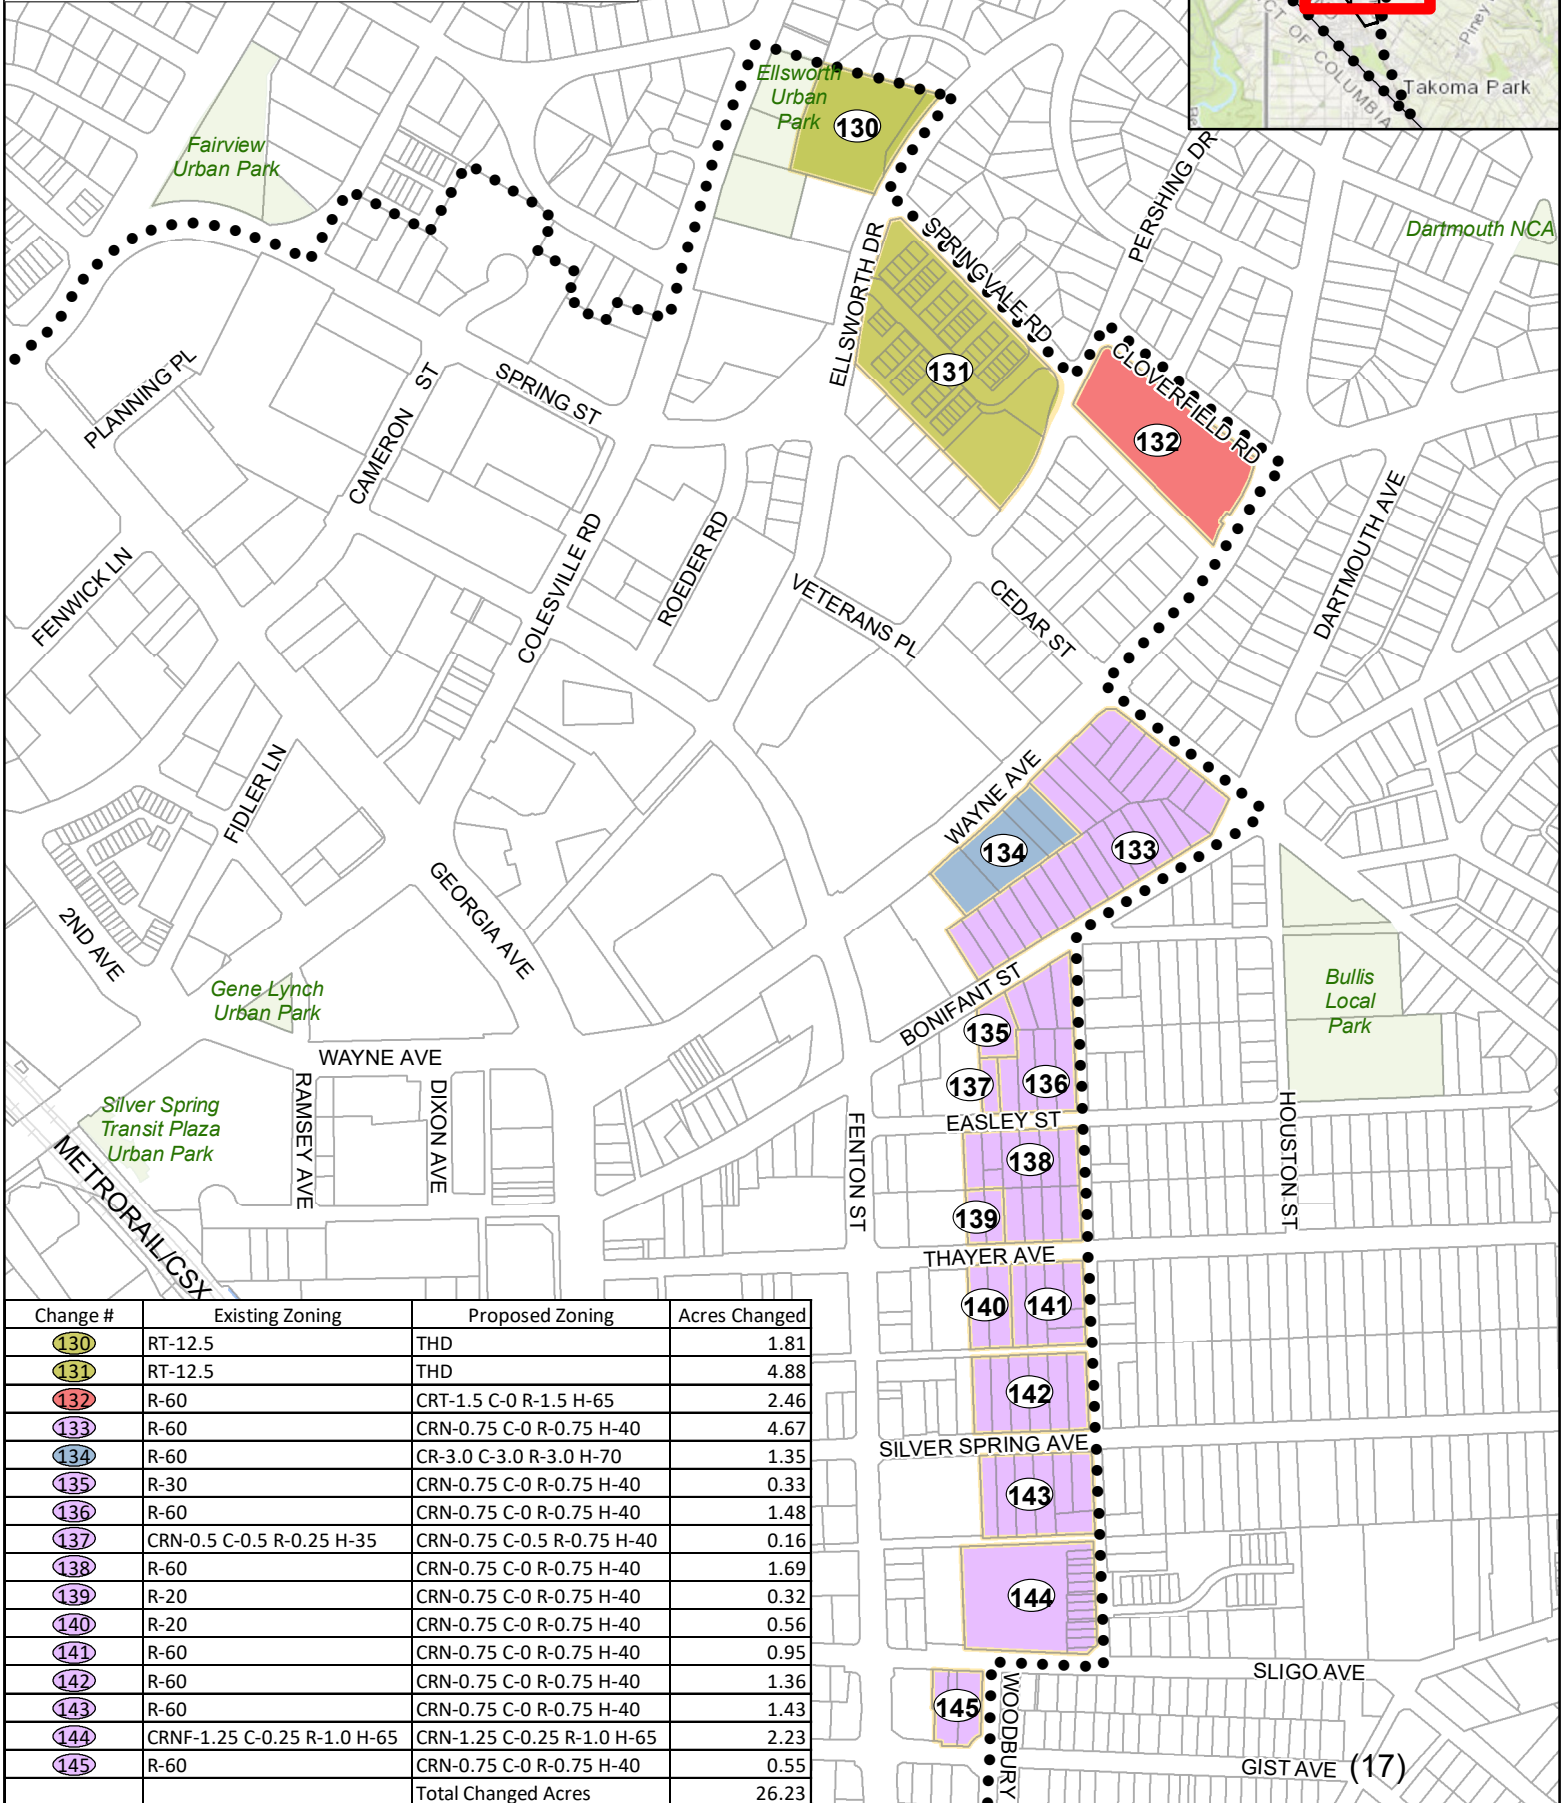 Piney
CT OF COLUMBIA
Takoma Park
Ellsworth
Urban
Park
130
Fairview
Urban Park
PERSHING DR
Dartmouth NCA
ELLSWORTH DR
SPRINGVALE RD
131
CLOVERFIELD RD
132
PLANNING PL
CAMERON ST
SPRING ST
COLESVILLE RD
ROEDER RD
DARTMOUTH AVE
FENWICK LN
VETERANS PL
CEDAR ST
FIDLER LN
WAYNE AVE
134
133
GEORGIA AVE
2ND AVE
Gene Lynch
Urban Park
Bullis
Local
Park
BONIFANT ST
135
WAYNE AVE
137
136
RAMSEY AVE
DIXON AVE
Silver Spring
Transit Plaza
Urban Park
EASLEY ST
FENTON ST
HOUSTON ST
138
METRORAIL/CSX
139
THAYER AVE
140
141
142
SILVER SPRING AVE
143
144
SLIGO AVE
145
WOODBURY
GIST AVE
(17)
Change # Existing Zoning Proposed Zoning Acres Changed
130 RT-12.5 THD 1.81
131 RT-12.5 THD 4.88
132 R-60 CRT-1.5 C-0 R-1.5 H-65 2.46
133 R-60 CRN-0.75 C-0 R-0.75 H-40 4.67
134 R-60 CR-3.0 C-3.0 R-3.0 H-70 1.35
135 R-30 CRN-0.75 C-0 R-0.75 H-40 0.33
136 R-60 CRN-0.75 C-0 R-0.75 H-40 1.48
137 CRN-0.5 C-0.5 R-0.25 H-35 CRN-0.75 C-0.5 R-0.75 H-40 0.16
138 R-60 CRN-0.75 C-0 R-0.75 H-40 1.69
139 R-20 CRN-0.75 C-0 R-0.75 H-40 0.32
140 R-20 CRN-0.75 C-0 R-0.75 H-40 0.56
141 R-60 CRN-0.75 C-0 R-0.75 H-40 0.95
142 R-60 CRN-0.75 C-0 R-0.75 H-40 1.36
143 R-60 CRN-0.75 C-0 R-0.75 H-40 1.43
144 CRNF-1.25 C-0.25 R-1.0 H-65 CRN-1.25 C-0.25 R-1.0 H-65 2.23
145 R-60 CRN-0.75 C-0 R-0.75 H-40 0.55
Total Changed Acres 26.23